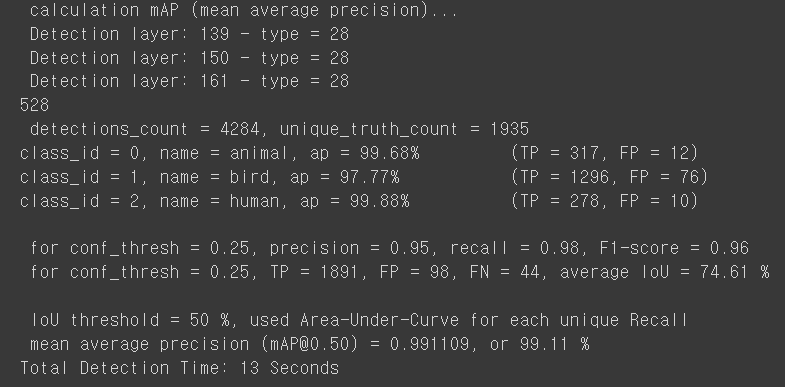 calculation mAP (mean average precision)...
Detection layer: 139 - type = 28
Detection layer: 150 - type = 28
Detection layer: 161 - type = 28
528
detections_count = 4284, unique_truth_count = 1935
class_id = 0, name = animal, ap = 99.68% (TP = 317, FP = 12)
class_id = 1, name = bird, ap = 97.77% (TP = 1296, FP = 76)
class_id = 2, name = human, ap = 99.88% (TP = 278, FP = 10)
for conf_thresh = 0.25, precision = 0.95, recall = 0.98, F1-score = 0.96
for conf_thresh = 0.25, TP = 1891, FP = 98, FN = 44, average IoU = 74.61 %
IoU threshold = 50 %, used Area-Under-Curve for each unique Recall
mean average precision (mAP@0.50) = 0.991109, or 99.11 %
Total Detection Time: 13 Seconds